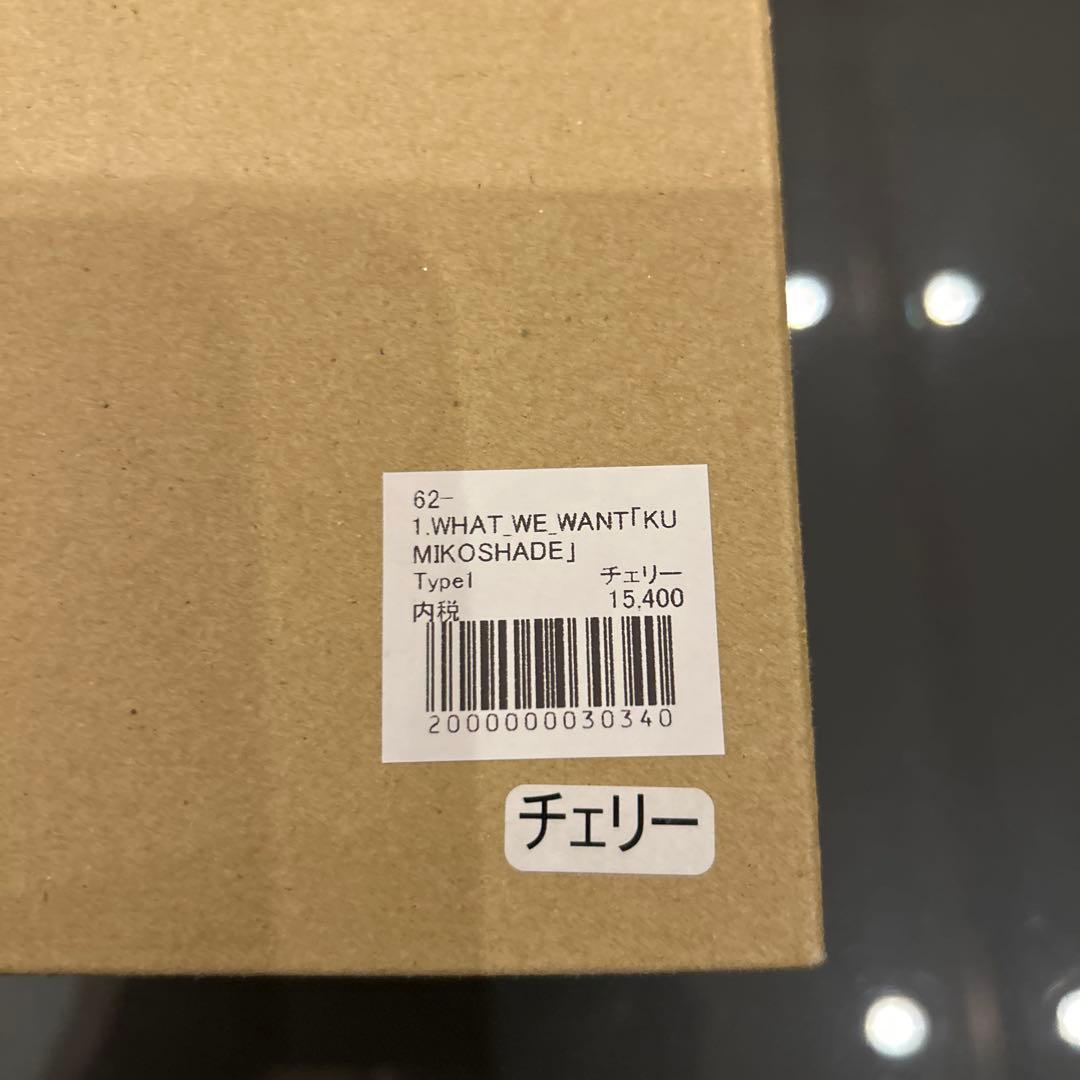 62-
1.WHAT_WE_WANT「KU
MIKOSHADE」
Type1 チェリー
内税 15,400
2000000030340
チェリー